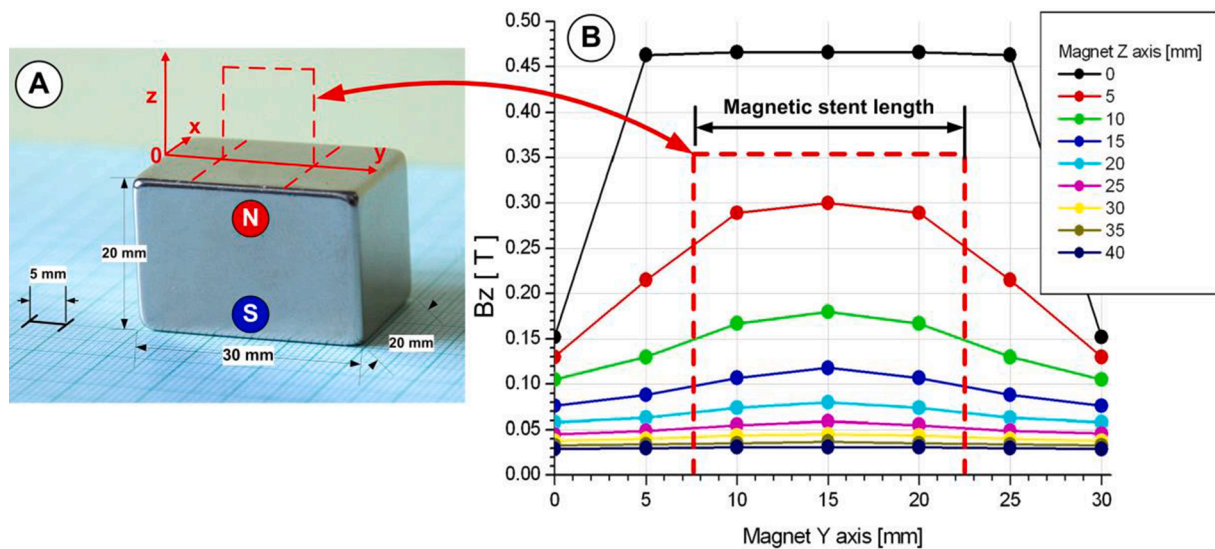 A
z
x
0
y
N
20 mm
5 mm
S
30 mm
20 mm
B
Bz [ T ]
0.50
0.45
0.40
0.35
0.30
0.25
0.20
0.15
0.10
0.05
0.00
Magnetic stent length
0 5 10 15 20 25 30
Magnet Y axis [mm]
Magnet Z axis [mm]
0
5
10
15
20
25
30
35
40